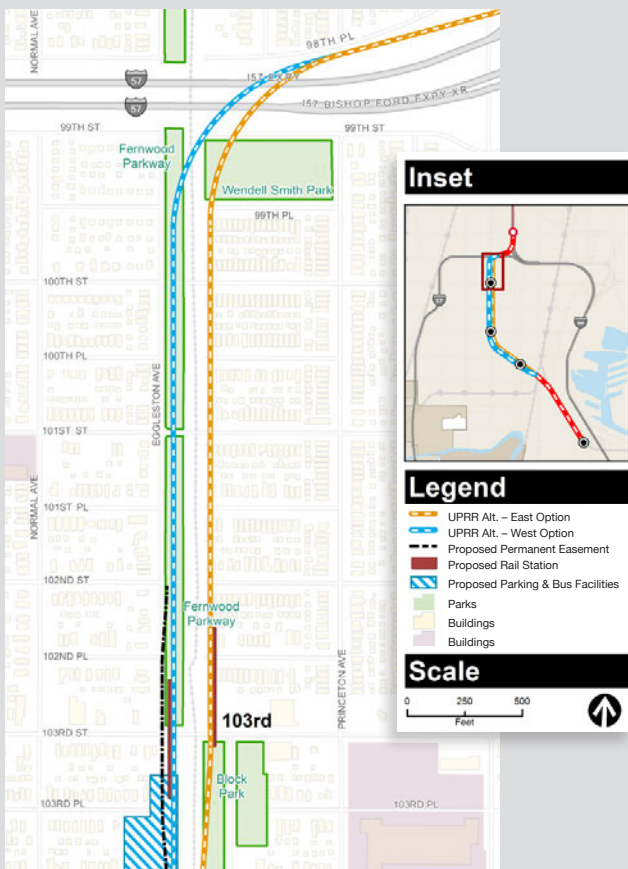 NORMAL AVE
98TH PL
57
I57 EXPY
57
I57 BISHOP FORD EXPY XR
99TH ST
99TH ST
Fernwood
Parkway
Wendell Smith Park
99TH PL
100TH ST
100TH PL
EGGLESTON AVE
101ST ST
NORMAL AVE
101ST PL
102ND ST
Fernwood
Parkway
102ND PL
PRINCETON AVE
103rd
103RD ST
Block
Park
103RD PL
103RD PL
Inset
Legend
UPRR Alt. – East Option
UPRR Alt. – West Option
Proposed Permanent Easement
Proposed Rail Station
Proposed Parking & Bus Facilities
Parks
Buildings
Buildings
Scale
0 250 500
Feet